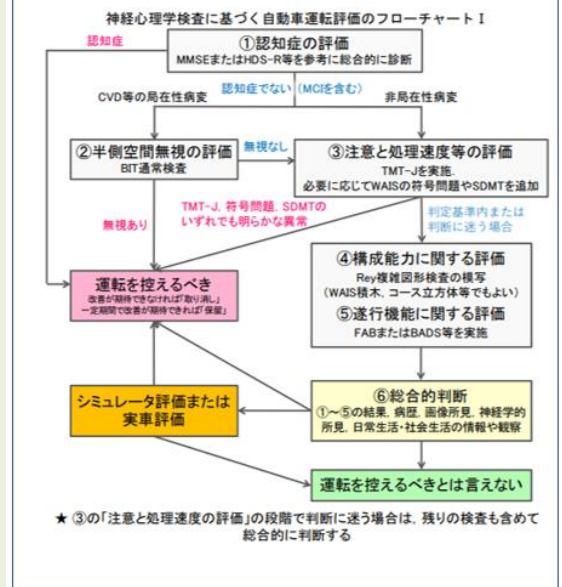 神経心理学検査に基づく自動車運転評価のフローチャートⅠ
認知症
①認知症の評価
MMSEまたはHDS-R等を参考に総合的に診断
CVD等の局在性病変
認知症でない（MCIを含む）
非局在性病変
②半側空間無視の評価
BIT通常検査
無視なし
③注意と処理速度等の評価
TMT-Jを実施.
必要に応じてWAISの符号問題やSDMTを追加
無視あり
TMT-J, 符号問題, SDMTの
いずれでも明らかな異常
判定基準内または
判断に迷う場合
④構成能力に関する評価
Rey複雑図形検査の模写
（WAIS積木, コース立方体等でもよい）
⑤遂行機能に関する評価
FABまたはBADS等を実施
運転を控えるべき
改善が期待できなければ「取り消し」
一定期間で改善が期待できれば「保留」
シミュレータ評価または
実車評価
⑥総合的判断
①～⑤の結果, 病歴, 画像所見, 神経学的
所見, 日常生活・社会生活の情報や観察
運転を控えるべきとは言えない
★ ③の「注意と処理速度の評価」の段階で判断に迷う場合は, 残りの検査も含めて
総合的に判断する